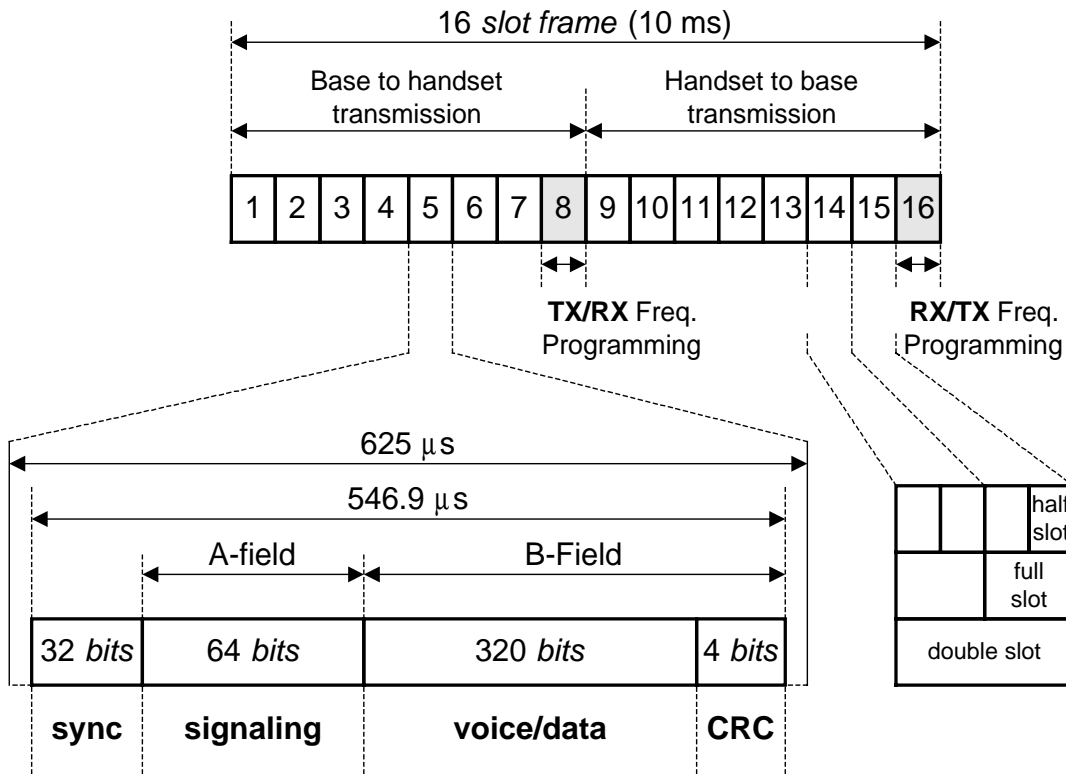 16 slot frame (10 ms)
Base to handset
transmission
Handset to base
transmission
1 2 3 4 5 6 7 8 9 10 11 12 13 14 15 16
TX/RX Freq.
Programming
RX/TX Freq.
Programming
625 μs
546.9 μs
A-field
B-Field
32 bits
64 bits
320 bits
4 bits
sync
signaling
voice/data
CRC
half
slot
full
slot
double slot